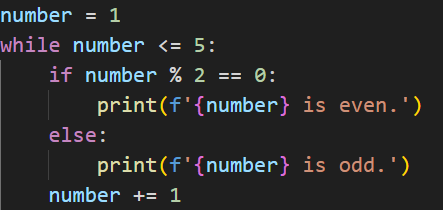 number = 1
while number <= 5:
    if number % 2 == 0:
        print(f'{number} is even.')
    else:
        print(f'{number} is odd.')
    number += 1